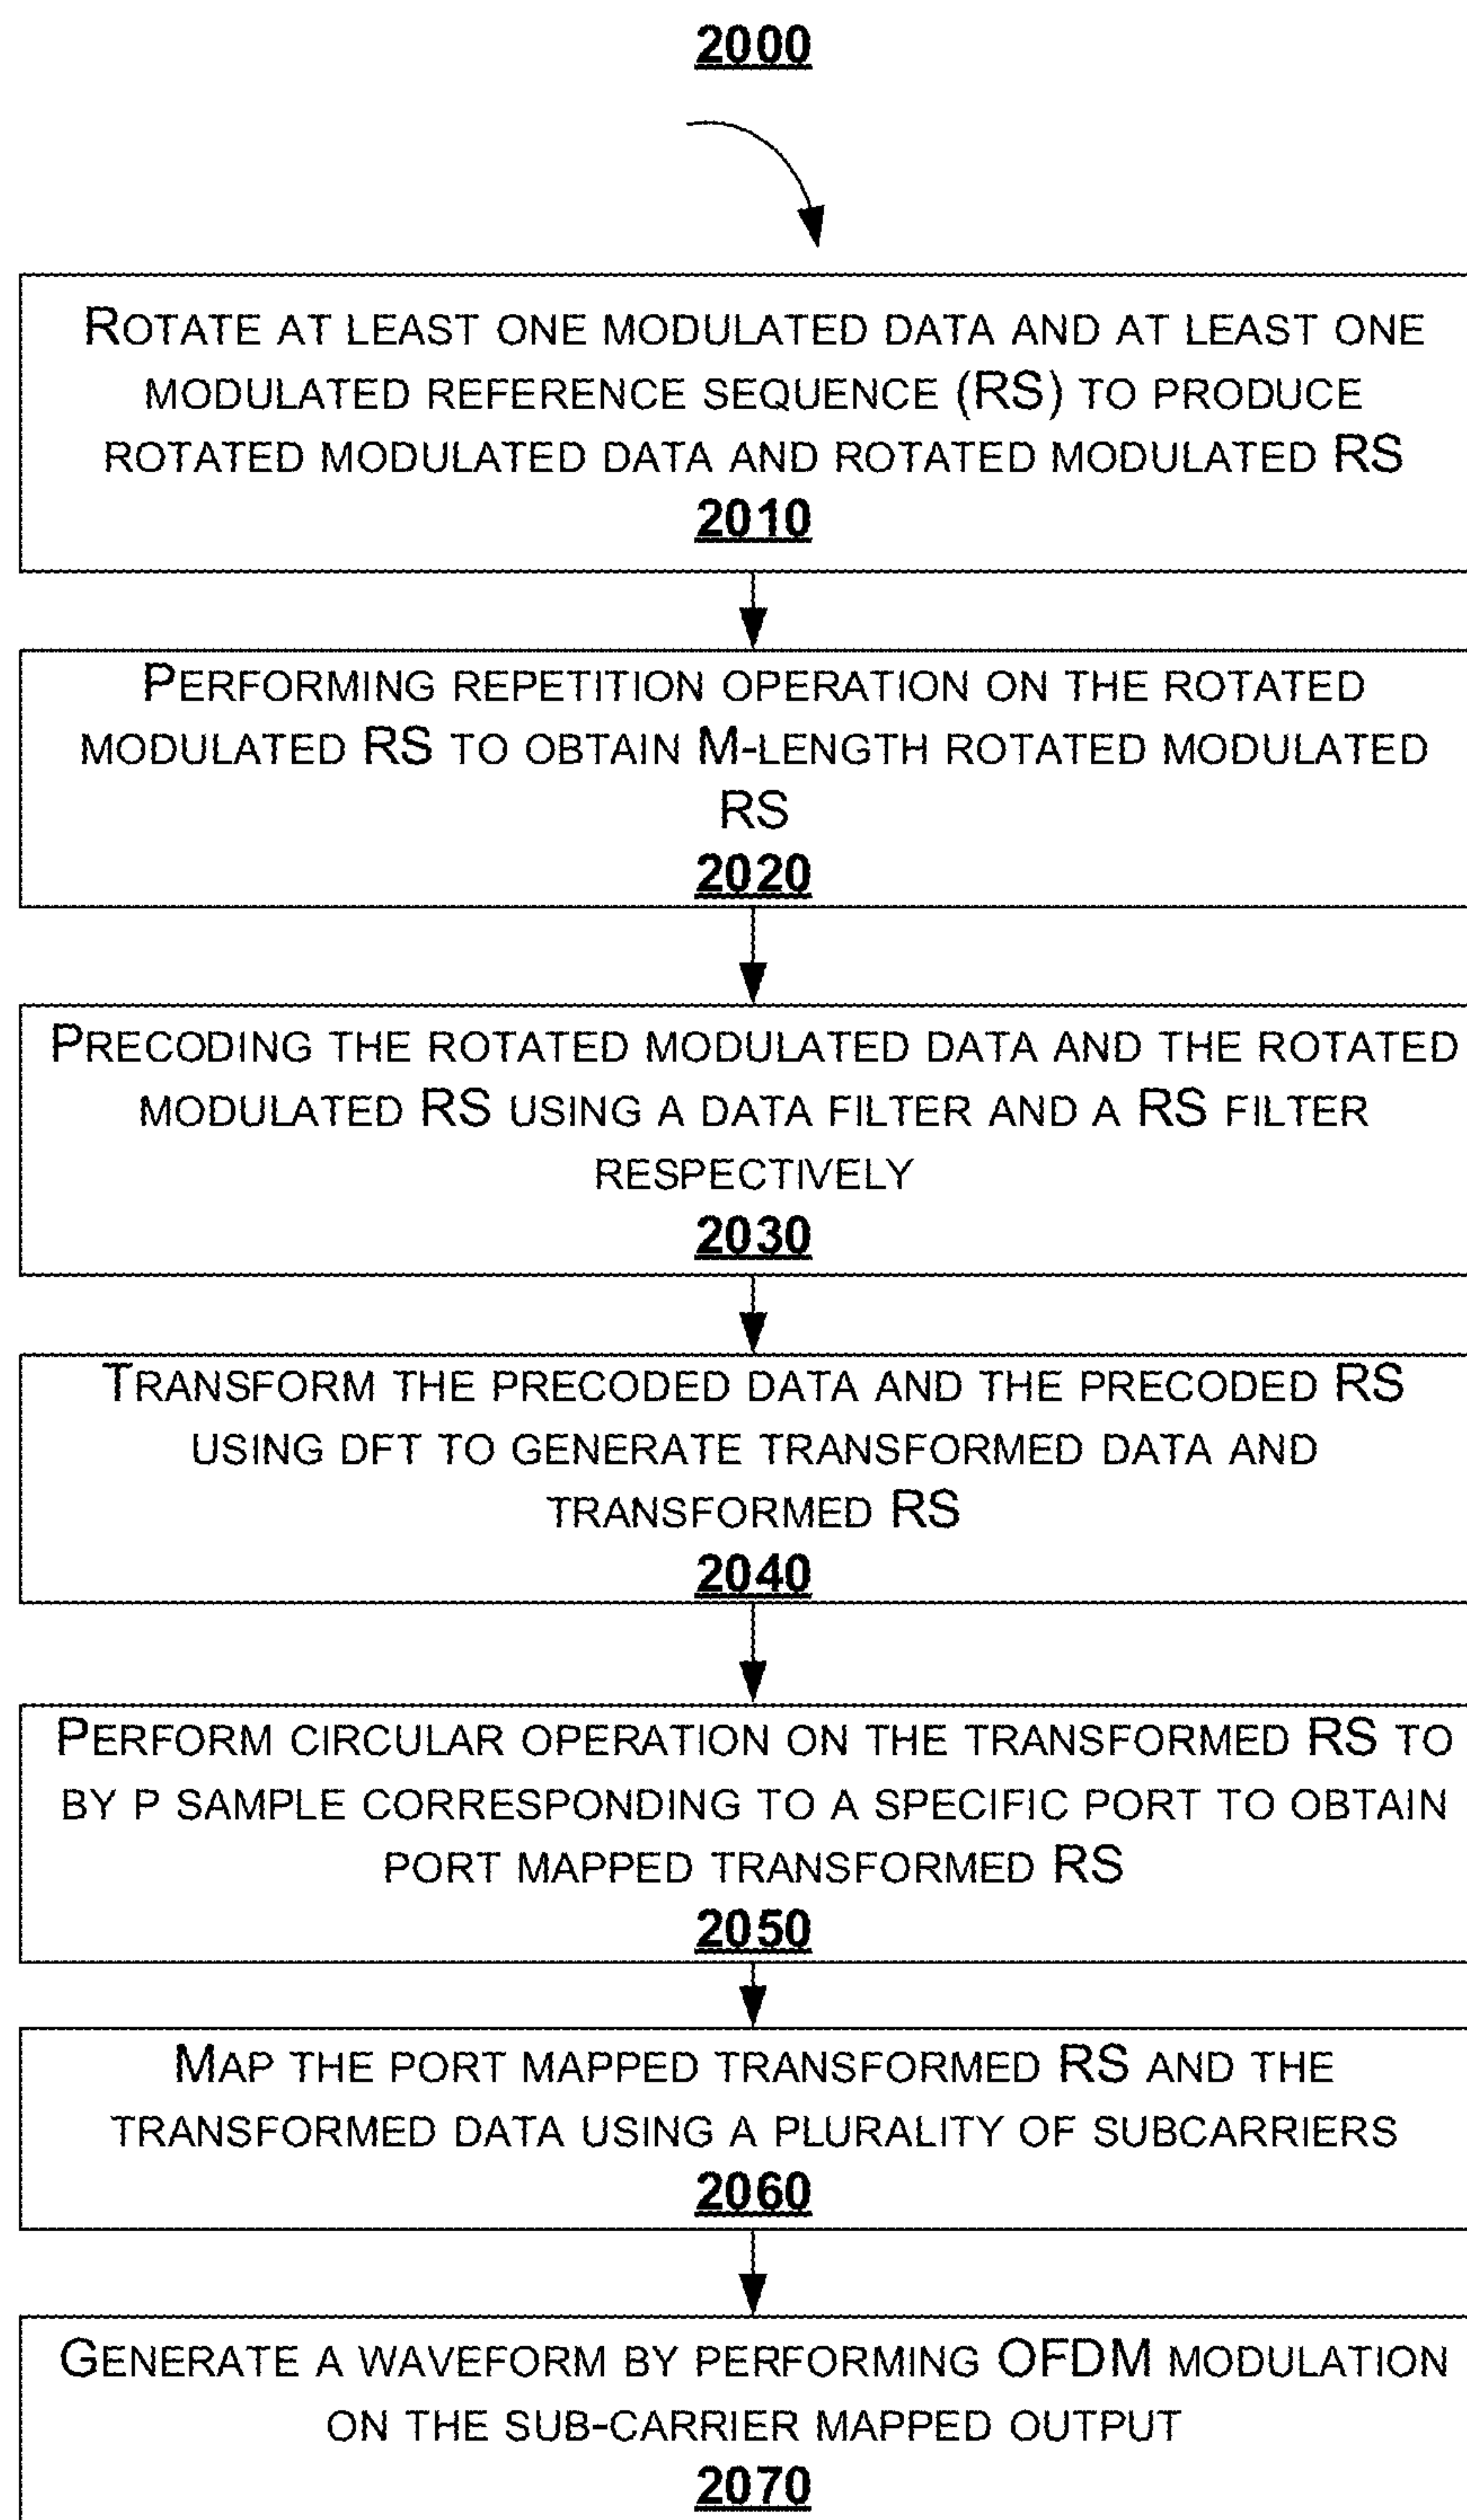 2000
ROTATE AT LEAST ONE MODULATED DATA AND AT LEAST ONE
MODULATED REFERENCE SEQUENCE (RS) TO PRODUCE
ROTATED MODULATED DATA AND ROTATED MODULATED RS
2010
PERFORMING REPETITION OPERATION ON THE ROTATED
MODULATED RS TO OBTAIN M-LENGTH ROTATED MODULATED
RS
2020
PRECODING THE ROTATED MODULATED DATA AND THE ROTATED
MODULATED RS USING A DATA FILTER AND A RS FILTER
RESPECTIVELY
2030
TRANSFORM THE PRECODED DATA AND THE PRECODED RS
USING DFT TO GENERATE TRANSFORMED DATA AND
TRANSFORMED RS
2040
PERFORM CIRCULAR OPERATION ON THE TRANSFORMED RS TO
BY P SAMPLE CORRESPONDING TO A SPECIFIC PORT TO OBTAIN
PORT MAPPED TRANSFORMED RS
2050
MAP THE PORT MAPPED TRANSFORMED RS AND THE
TRANSFORMED DATA USING A PLURALITY OF SUBCARRIERS
2060
GENERATE A WAVEFORM BY PERFORMING OFDM MODULATION
ON THE SUB-CARRIER MAPPED OUTPUT
2070